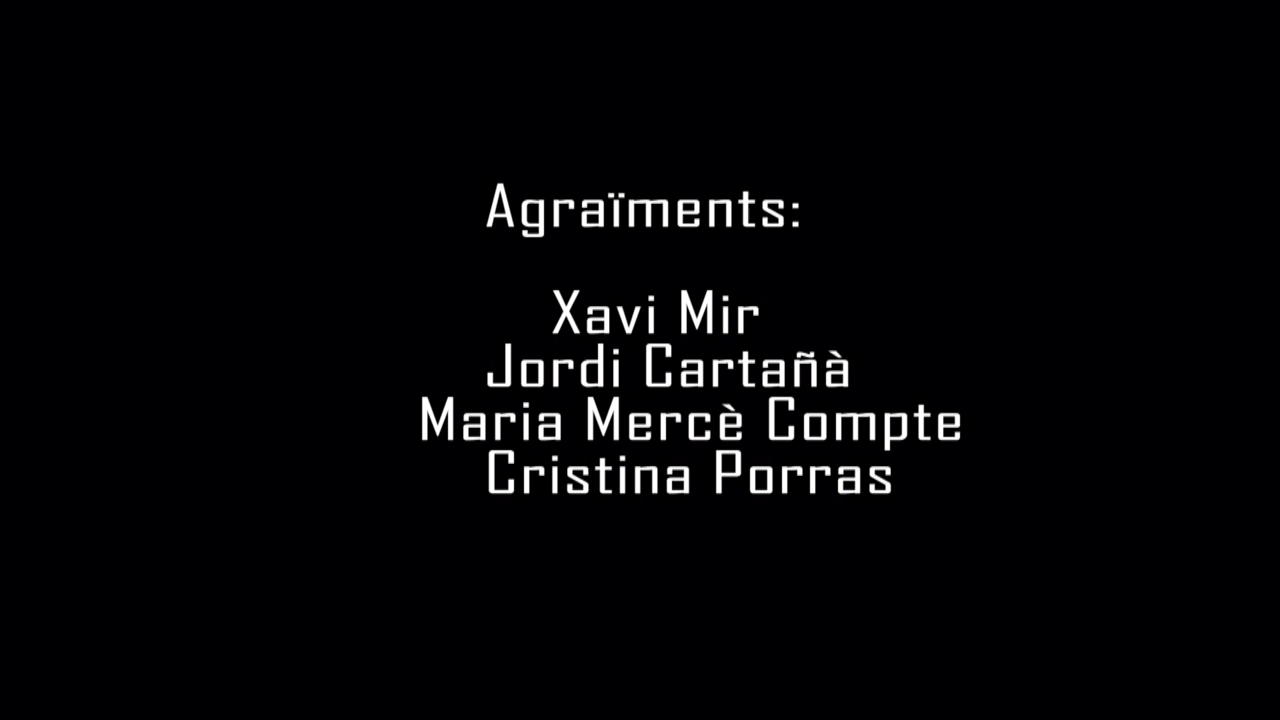 Agraïments:
Xavi Mir
Jordi Cartañà
Maria Mercè Compte
Cristina Porras